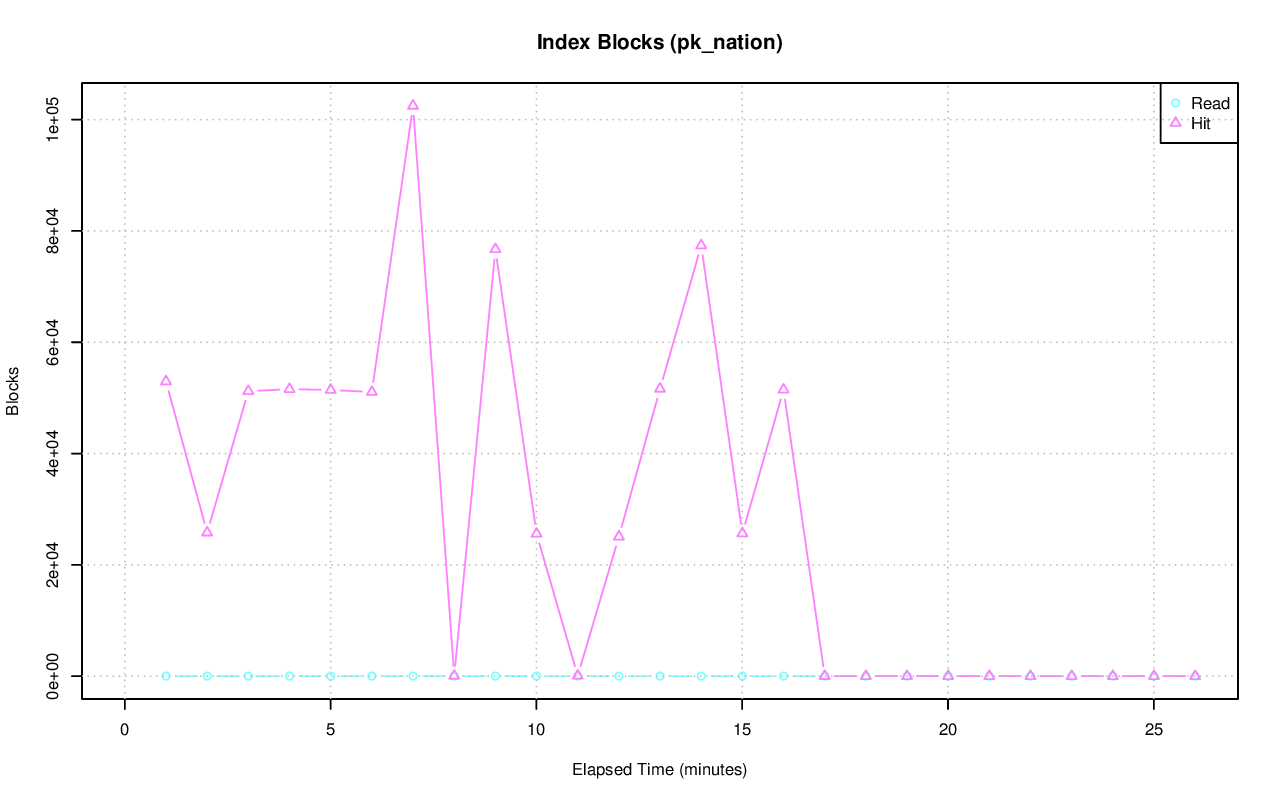 Index Blocks (pk_nation)
Read
Hit
Blocks
1e+05
8e+04
6e+04
4e+04
2e+04
0e+00
0 5 10 15 20 25
Elapsed Time (minutes)